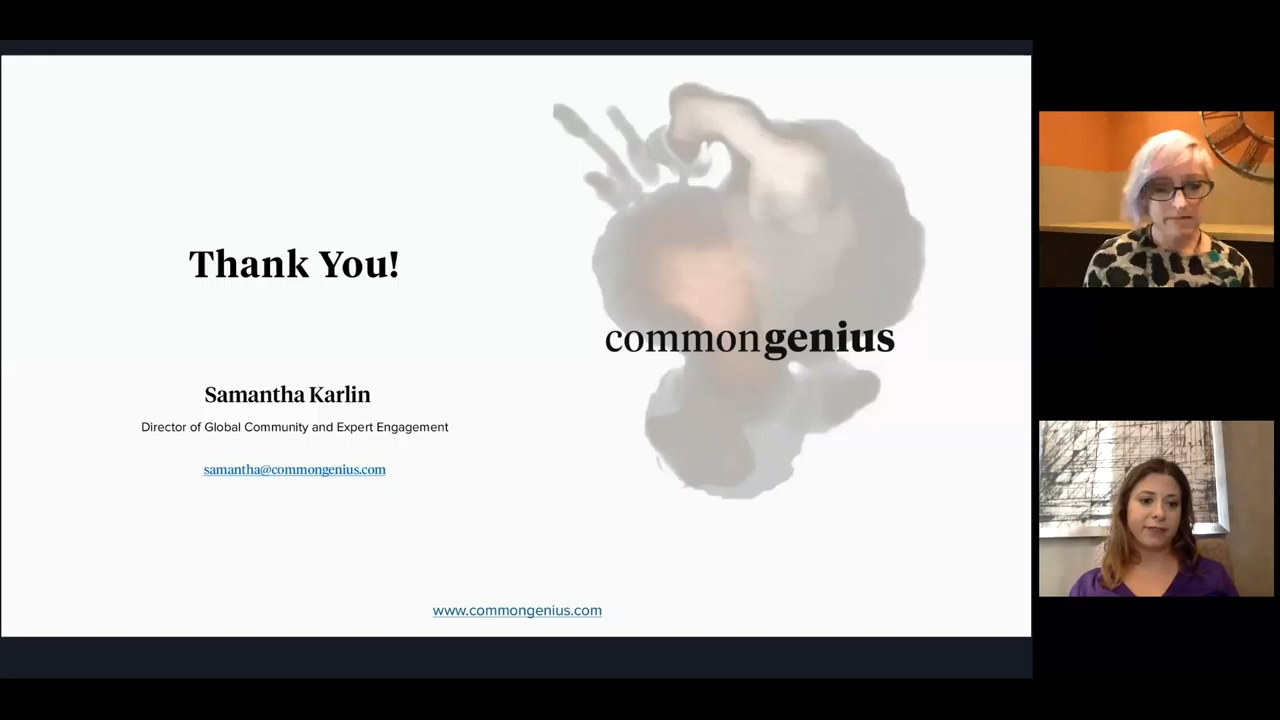 Thank You!
Samantha Karlin
Director of Global Community and Expert Engagement
samantha@commongenius.com
commongenius
www.commongenius.com